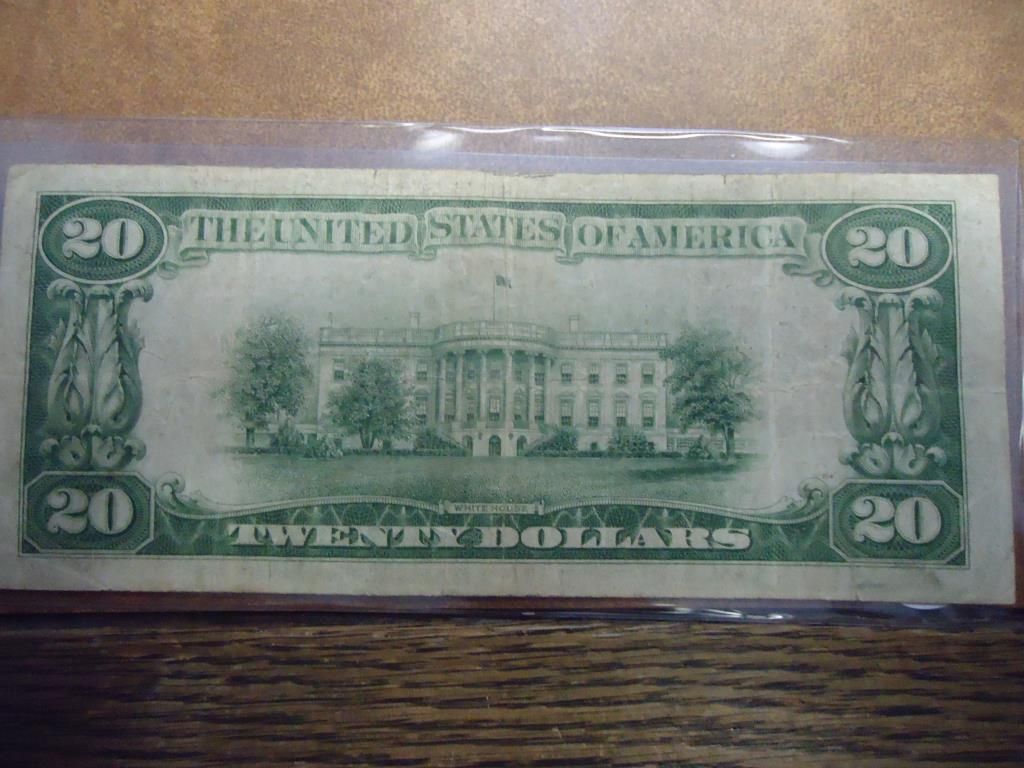 20 THE UNITED STATES OF AMERICA 20
WHITE HOUSE
20 TWENTY DOLLARS 20